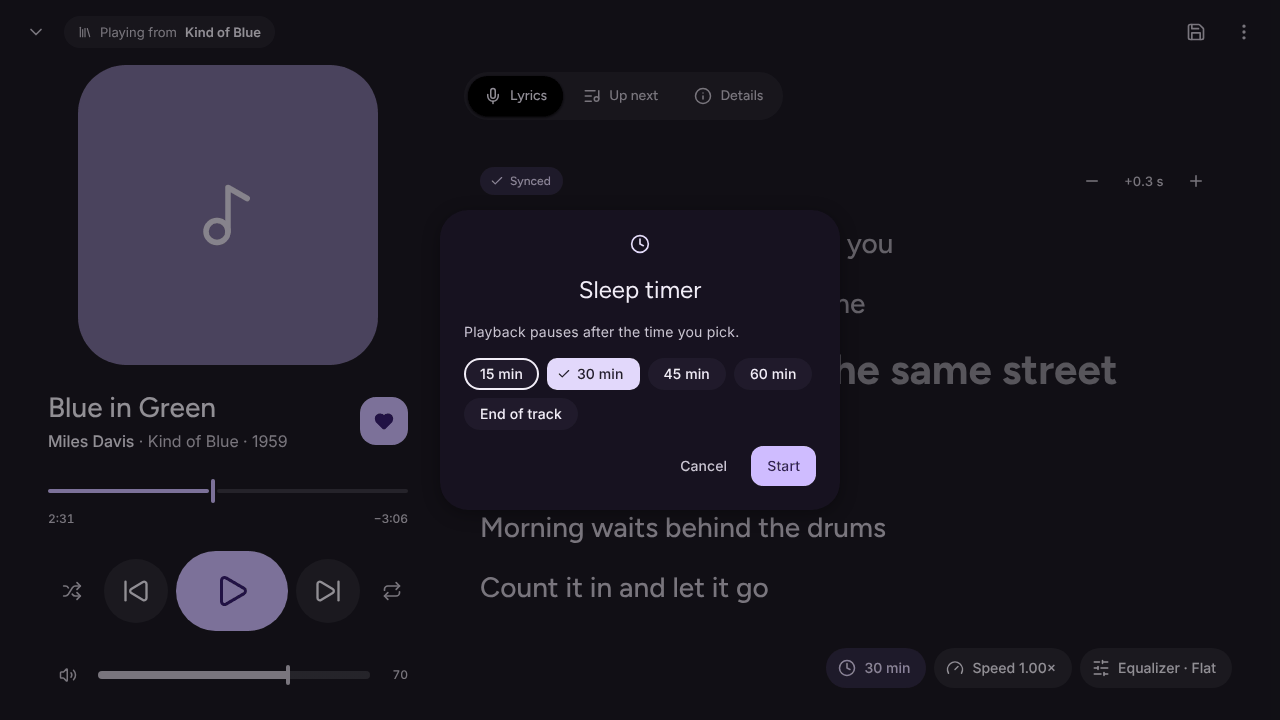 Playing from Kind of Blue
Lyrics
Up next
Details
Synced
+0.3 s
you
the same street
Sleep timer
Playback pauses after the time you pick.
15 min
30 min
45 min
60 min
End of track
Cancel
Start
Blue in Green
Miles Davis · Kind of Blue · 1959
2:31
−3:06
Morning waits behind the drums
Count it in and let it go
70
30 min
Speed 1.00×
Equalizer · Flat